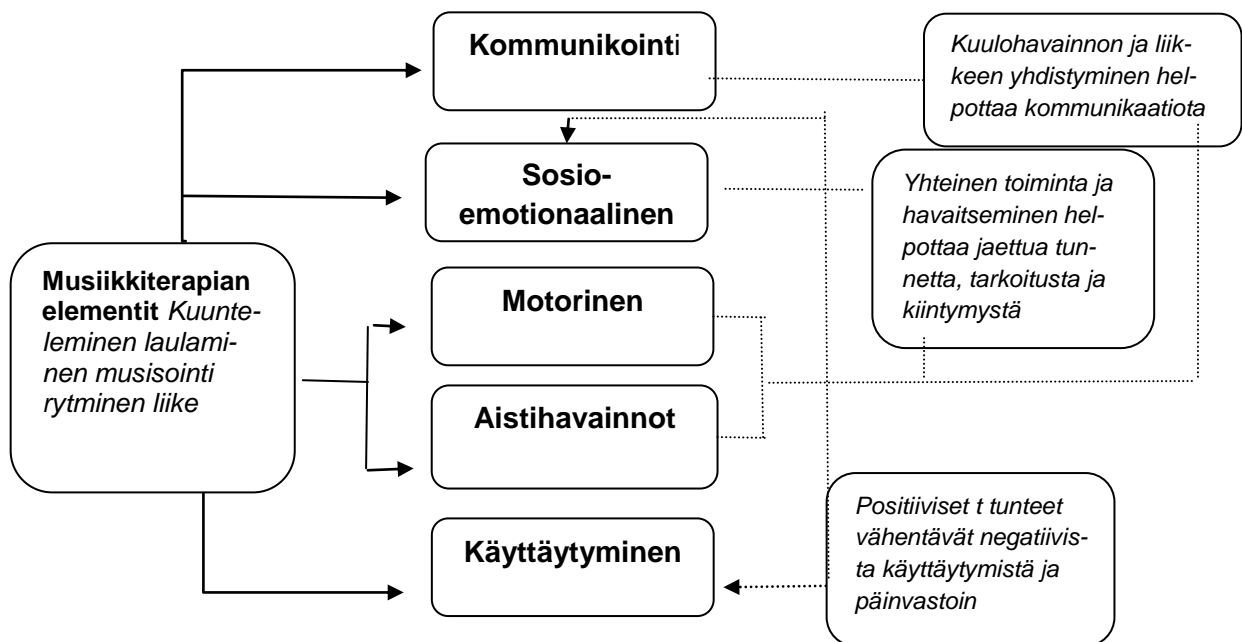 Kommunikointi
Kuulohavainnon ja liik-
keen yhdistyminen hel-
pottaa kommunikaatiota
Sosio-
emotionaalinen
Yhteinen toiminta ja
havaitseminen hel-
pottaa jaettua tun-
netta, tarkoitusta ja
kiintymystä
Musiikkiterapian
elementit Kuunte-
leminen laulami-
nen musisointi
rytminen liike
Motorinen
Aistihavainnot
Käyttäytyminen
Positiiviset t tunteet
vähentävät negatiivis-
ta käyttäytymistä ja
päinvastoin